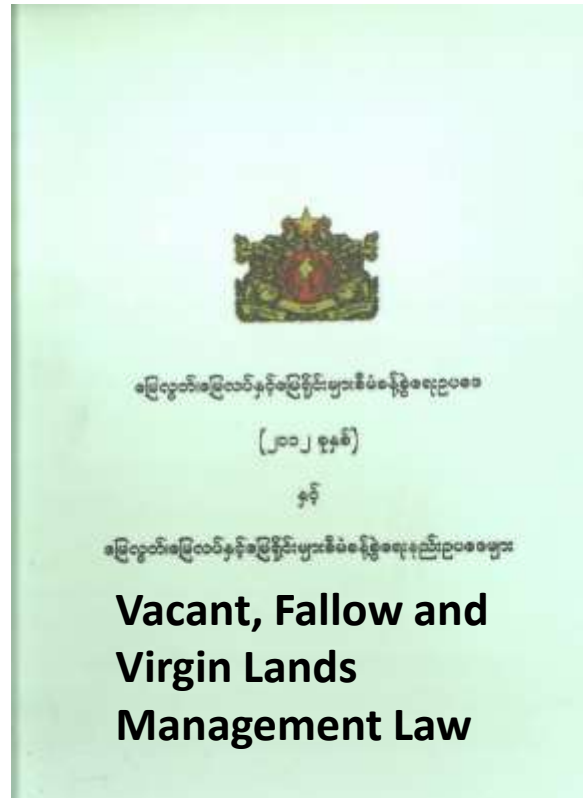 မြေလွတ်၊မြေလပ်နှင့်မြေရိုင်းများစီမံခန့်ခွဲရေးဥပဒေ
(၂၀၁၂ ခုနှစ်)
နှင့်
မြေလွတ်၊မြေလပ်နှင့်မြေရိုင်းများစီမံခန့်ခွဲရေးနည်းဥပဒေများ
Vacant, Fallow and
Virgin Lands
Management Law